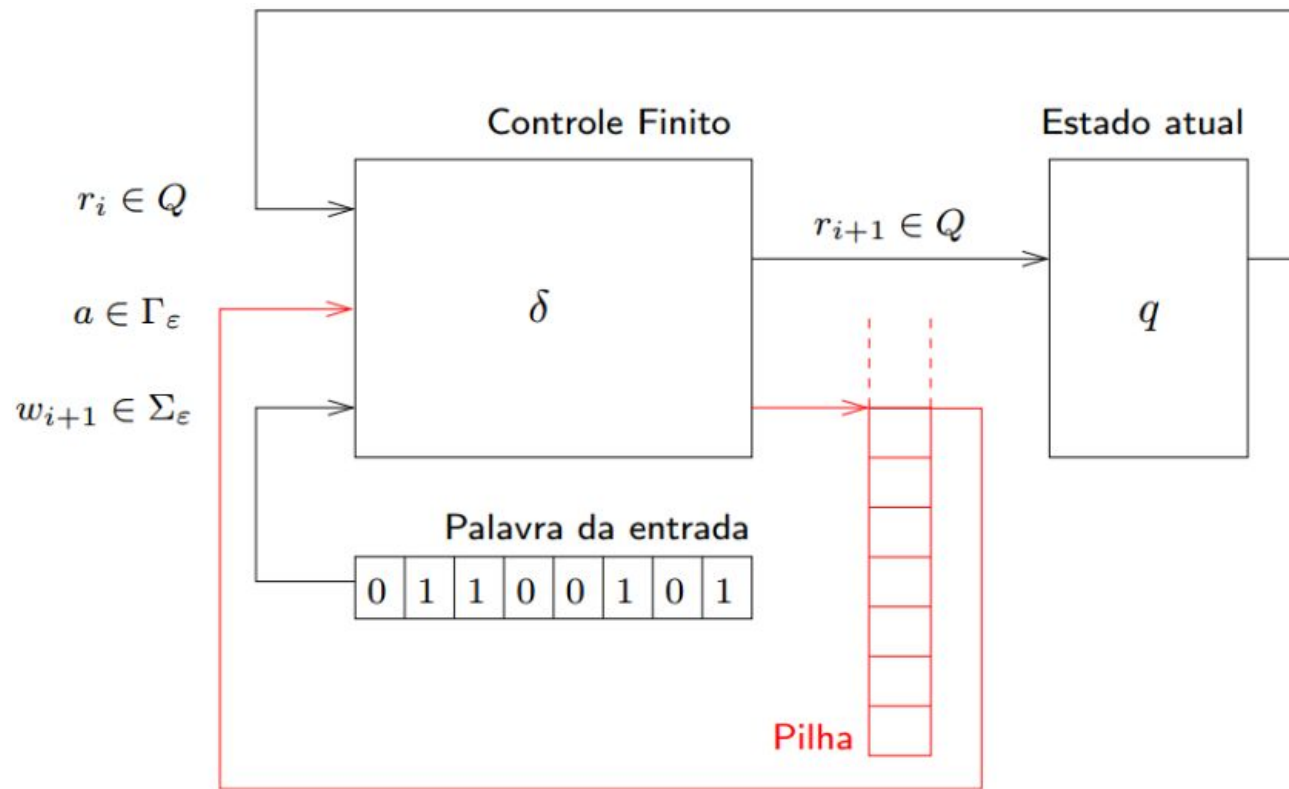 Controle Finito
Estado atual
r_i ∈ Q
r_{i+1} ∈ Q
a ∈ Γ_ε
δ
q
w_{i+1} ∈ Σ_ε
Palavra da entrada
0 1 1 0 0 1 0 1
Pilha